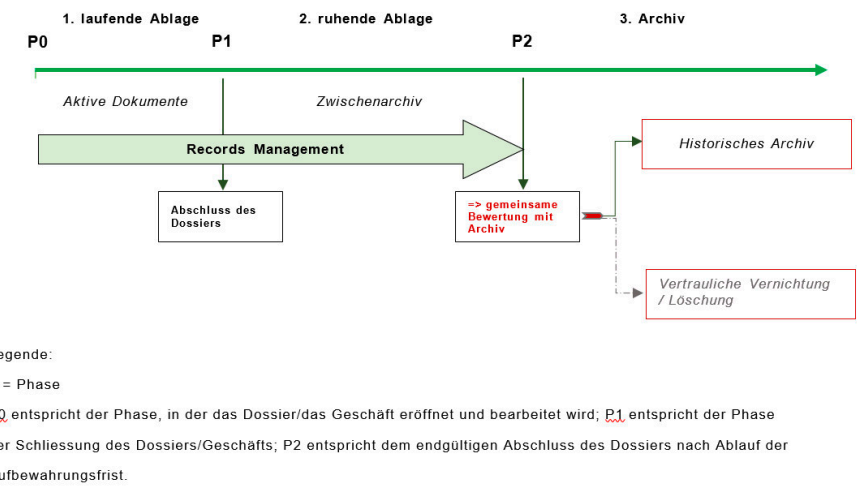 1. laufende Ablage 2. ruhende Ablage 3. Archiv
P0 P1 P2
Aktive Dokumente Zwischenarchiv
Records Management
Historisches Archiv
Abschluss des
Dossiers
=> gemeinsame
Bewertung mit
Archiv
Vertrauliche Vernichtung
/ Löschung
egende:
= Phase
0 entspricht der Phase, in der das Dossier/das Geschäft eröffnet und bearbeitet wird; P1 entspricht der Phase
er Schliessung des Dossiers/Geschäfts; P2 entspricht dem endgültigen Abschluss des Dossiers nach Ablauf der
ufbewahrungsfrist.